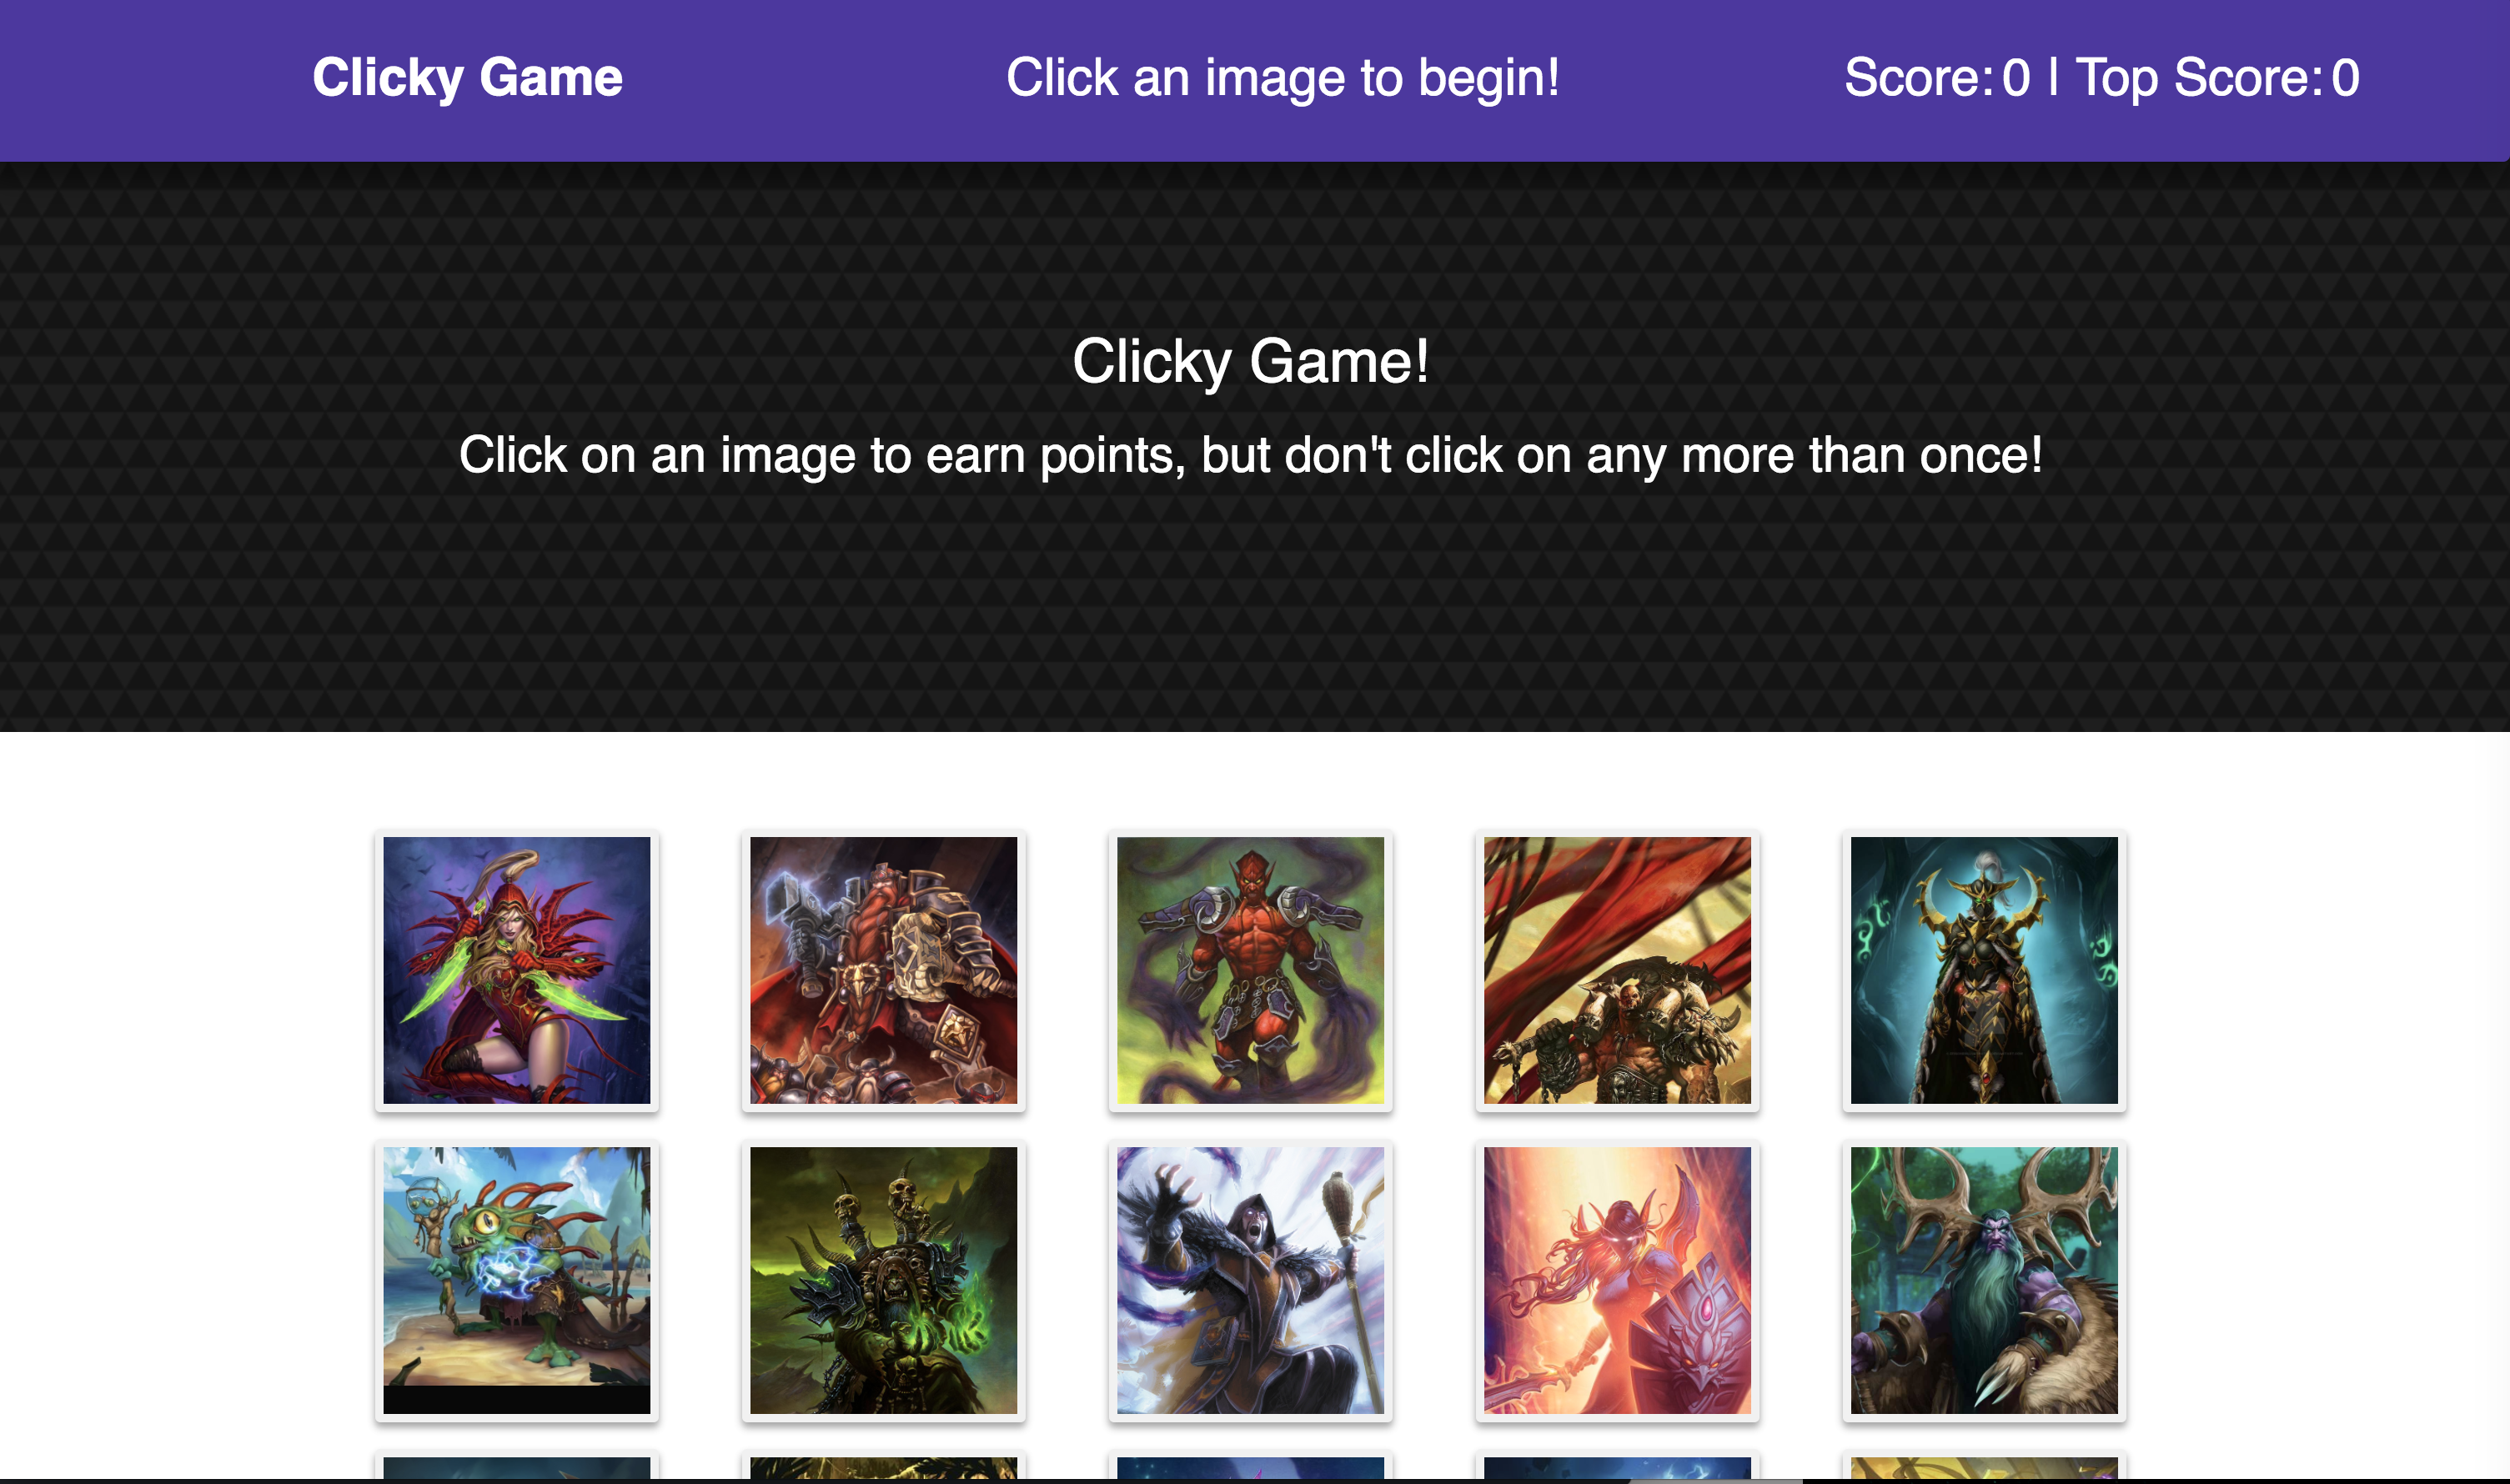 Clicky Game
Click an image to begin!
Score: 0 | Top Score: 0
Clicky Game!
Click on an image to earn points, but don't click on any more than once!